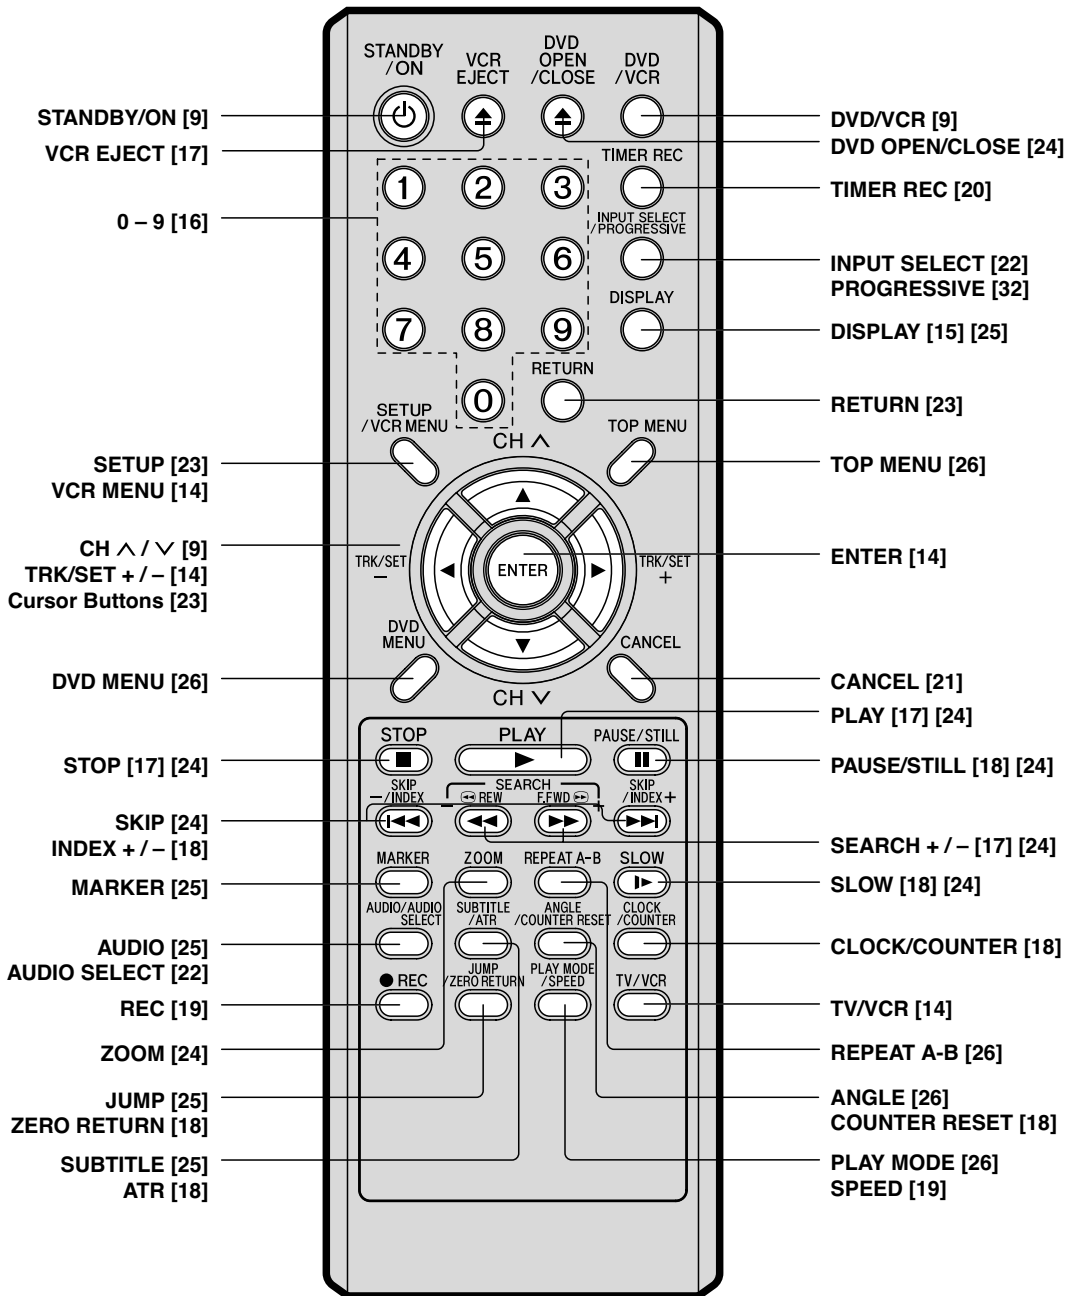 STANDBY
/ON
VCR
EJECT
DVD
OPEN
/CLOSE
DVD
/VCR
STANDBY/ON [9]
VCR EJECT [17]
DVD/VCR [9]
DVD OPEN/CLOSE [24]
TIMER REC
1 2 3
TIMER REC [20]
0 – 9 [16]
INPUT SELECT
/PROGRESSIVE
4 5 6
INPUT SELECT [22]
PROGRESSIVE [32]
DISPLAY
7 8 9
DISPLAY [15] [25]
RETURN
0
RETURN [23]
SETUP
/VCR MENU
CH ∧
TOP MENU
SETUP [23]
VCR MENU [14]
TOP MENU [26]
CH ∧ / ∨ [9]
TRK/SET + / – [14]
Cursor Buttons [23]
TRK/SET
–
ENTER
TRK/SET
+
ENTER [14]
DVD
MENU
CANCEL
DVD MENU [26]
CH ∨
CANCEL [21]
PLAY [17] [24]
STOP
PLAY
PAUSE/STILL
STOP [17] [24]
PAUSE/STILL [18] [24]
SKIP
–/INDEX
SEARCH
– REW
F.FWD +
SKIP
/INDEX+
SKIP [24]
INDEX + / – [18]
SEARCH + / – [17] [24]
MARKER
ZOOM
REPEAT A-B
SLOW
MARKER [25]
SLOW [18] [24]
AUDIO/AUDIO
SELECT
SUBTITLE
/ATR
ANGLE
/COUNTER RESET
CLOCK
/COUNTER
AUDIO [25]
AUDIO SELECT [22]
CLOCK/COUNTER [18]
● REC
JUMP
/ZERO RETURN
PLAY MODE
/SPEED
TV/VCR
REC [19]
TV/VCR [14]
ZOOM [24]
REPEAT A-B [26]
JUMP [25]
ZERO RETURN [18]
ANGLE [26]
COUNTER RESET [18]
SUBTITLE [25]
ATR [18]
PLAY MODE [26]
SPEED [19]